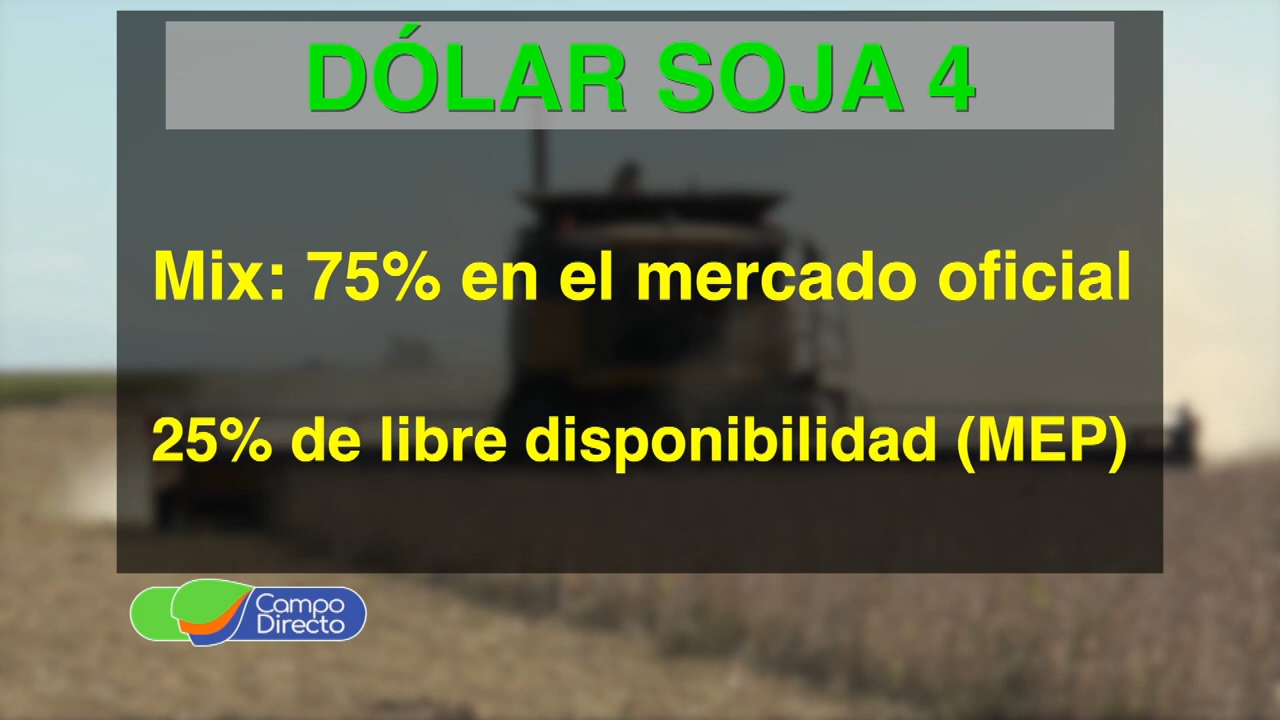 DÓLAR SOJA 4
Mix: 75% en el mercado oficial
25% de libre disponibilidad (MEP)
Campo
Directo